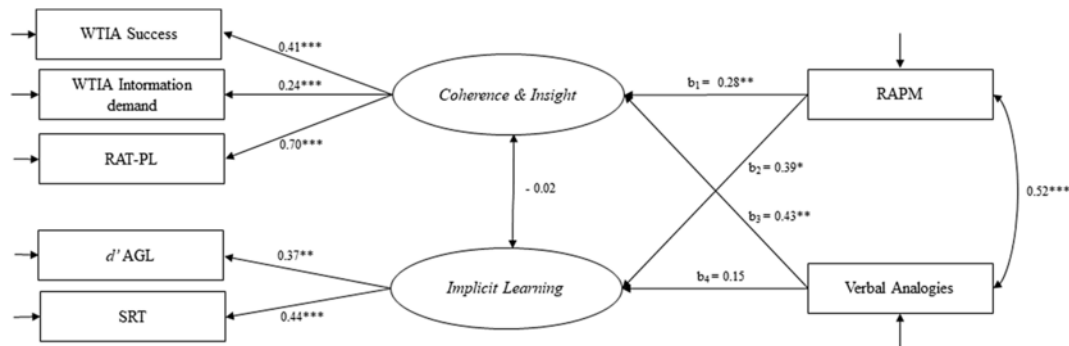 WTIA Success
0.41***
WTIA Intormation
demand
0.24***
RAT-PL
0.70***
Coherence & Insight
b₁ = 0.28**
RAPM
b₂ = 0.39*
- 0.02
b₃ = 0.43**
0.52***
d' AGL
0.37**
SRT
0.44***
Implicit Learning
b₄ = 0.15
Verbal Analogies